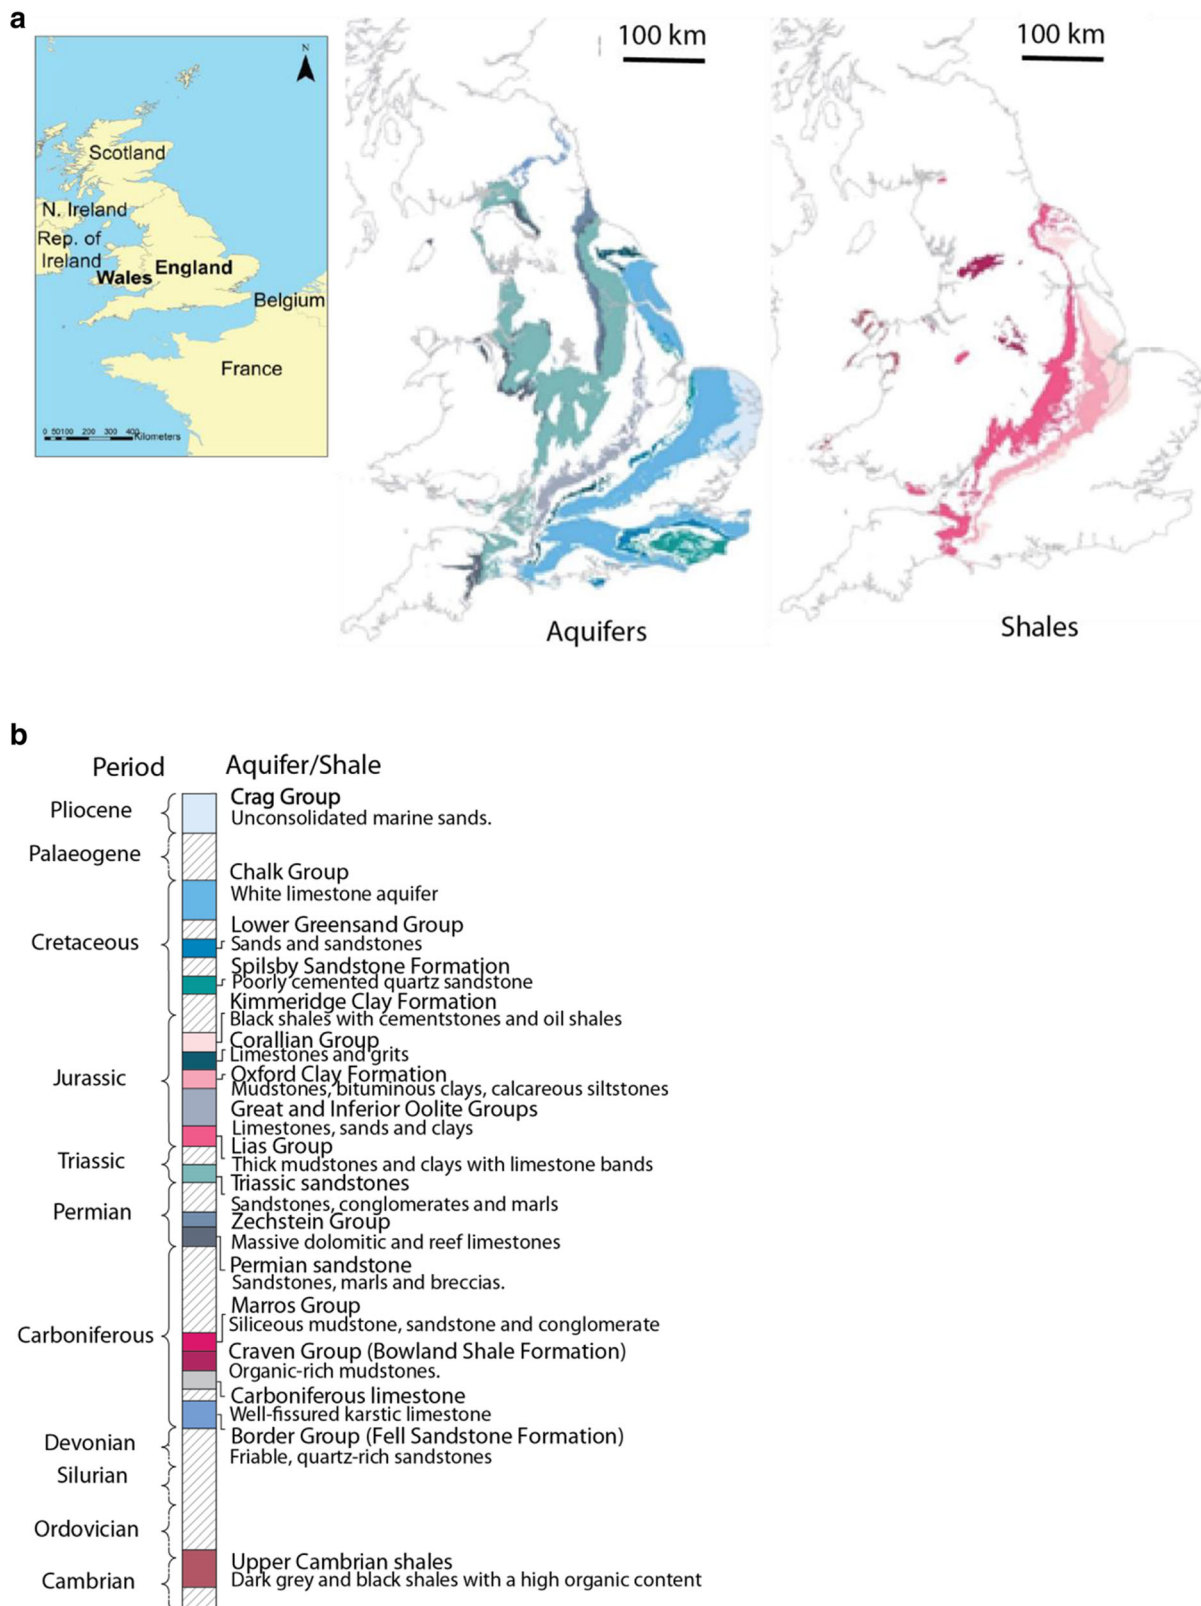 a
N
Scotland
N. Ireland
Rep. of
Ireland
Wales England
Belgium
France
0 50100 200 300 400
Kilometers
100 km
Aquifers
100 km
Shales
b
Period
Aquifer/Shale
Pliocene
Crag Group
Unconsolidated marine sands.
Palaeogene
Chalk Group
White limestone aquifer
Cretaceous
Lower Greensand Group
Sands and sandstones
Spilsby Sandstone Formation
Poorly cemented quartz sandstone
Kimmeridge Clay Formation
Black shales with cementstones and oil shales
Jurassic
Corallian Group
Limestones and grits
Oxford Clay Formation
Mudstones, bituminous clays, calcareous siltstones
Great and Inferior Oolite Groups
Limestones, sands and clays
Triassic
Lias Group
Thick mudstones and clays with limestone bands
Triassic sandstones
Sandstones, conglomerates and marls
Permian
Zechstein Group
Massive dolomitic and reef limestones
Permian sandstone
Sandstones, marls and breccias.
Carboniferous
Marros Group
Siliceous mudstone, sandstone and conglomerate
Craven Group (Bowland Shale Formation)
Organic-rich mudstones.
Carboniferous limestone
Well-fissured karstic limestone
Border Group (Fell Sandstone Formation)
Friable, quartz-rich sandstones
Devonian
Silurian
Ordovician
Cambrian
Upper Cambrian shales
Dark grey and black shales with a high organic content